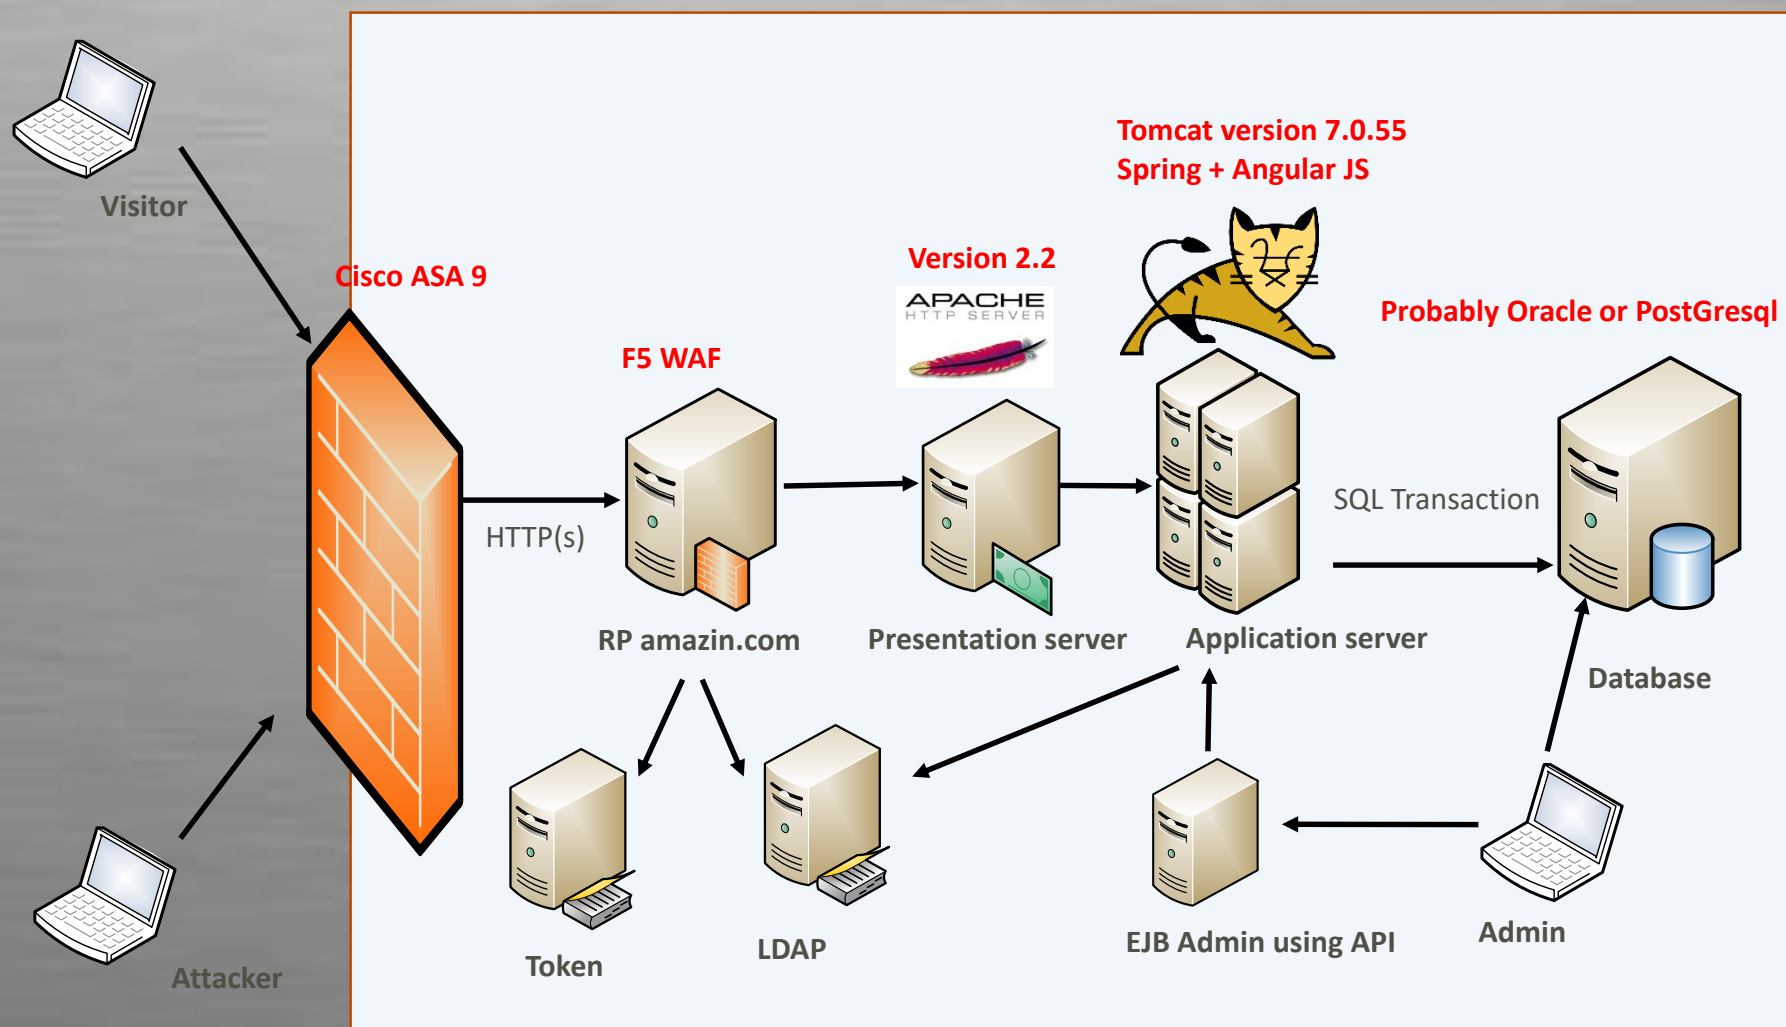 Tomcat version 7.0.55
Spring + Angular JS
Visitor
Cisco ASA 9
Version 2.2
APACHE
HTTP SERVER
Probably Oracle or PostGresql
F5 WAF
HTTP(s)
SQL Transaction
RP amazin.com
Presentation server
Application server
Database
Token
LDAP
EJB Admin using API
Admin
Attacker